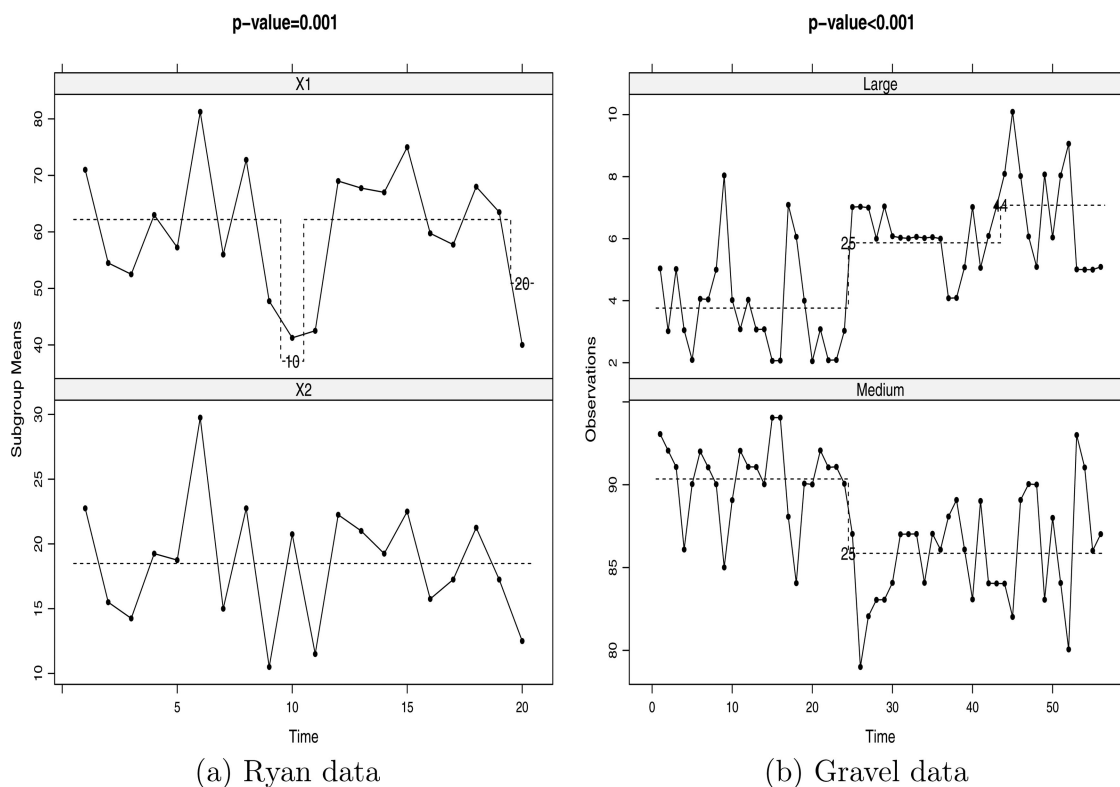 p-value=0.001
X1
80
70
60
50
40
10
20
Subgroup Means
X2
30
25
20
15
10
5
10
15
20
Time
(a) Ryan data
p-value<0.001
Large
10
8
6
4
2
25
44
Observations
Medium
90
85
80
25
0
10
20
30
40
50
Time
(b) Gravel data